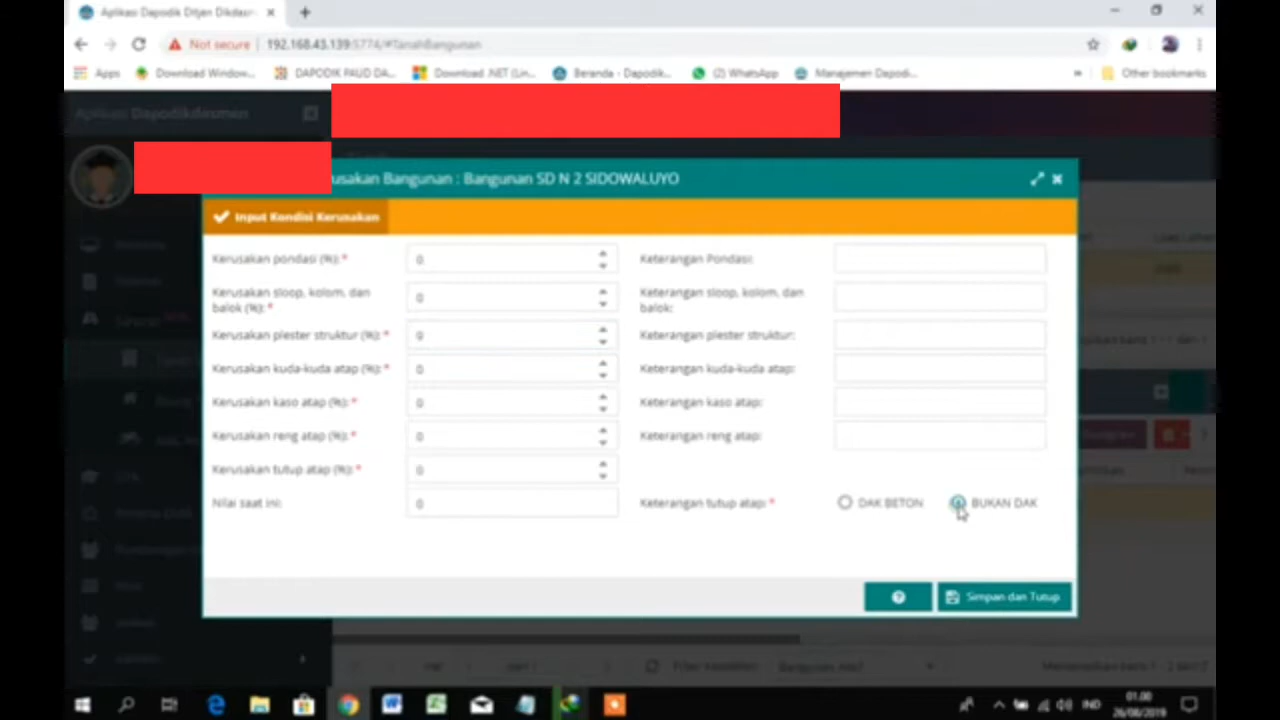 Aplikasi Dapodik Ditjen Dikdasm
Not secure | 192.168.43.139:5774/#TanahBangunan
Apps
Download Window...
DAPODIK PAUD DA...
Download .NET (Lin...
Beranda - Dapodik...
(2) WhatsApp
Manajemen Dapodi...
»
Other bookmarks
Aplikasi Dapodikdasmen
usakan Bangunan : Bangunan SD N 2 SIDOWALUYO
Input Kondisi Kerusakan
Kerusakan pondasi (%): * 0 Keterangan Pondasi:
Kerusakan sloop, kolom, dan
balok (%): * 0 Keterangan sloop, kolom, dan
balok:
Kerusakan plester struktur (%): * 0 Keterangan plester struktur:
Kerusakan kuda-kuda atap (%): * 0 Keterangan kuda-kuda atap:
Kerusakan kaso atap (%): * 0 Keterangan kaso atap:
Kerusakan reng atap (%): * 0 Keterangan reng atap:
Kerusakan tutup atap (%): * 0
Nilai saat ini: 0 Keterangan tutup atap: * DAK BETON BUKAN DAK
Simpan dan Tutup
IND
01.00
26/08/2019